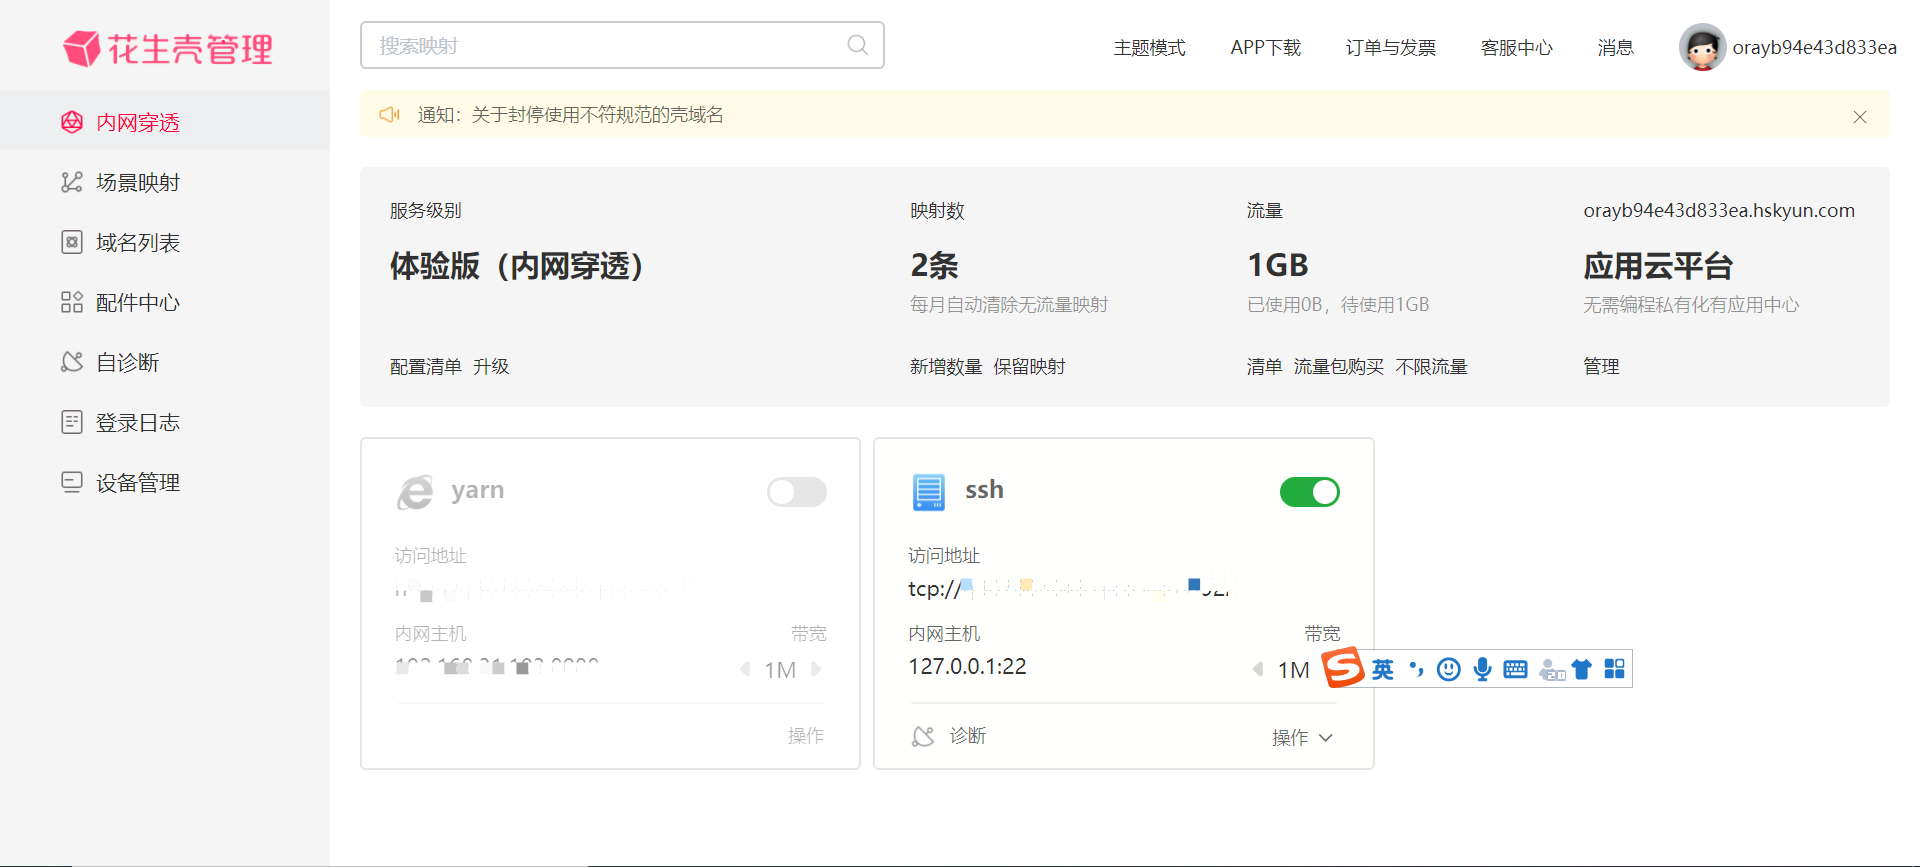 花生壳管理
内网穿透
场景映射
域名列表
配件中心
自诊断
登录日志
设备管理
搜索映射
主题模式 APP下载 订单与发票 客服中心 消息 orayb94e43d833ea
通知：关于封停使用不符规范的壳域名
服务级别 映射数 流量 orayb94e43d833ea.hskyun.com
体验版（内网穿透） 2条 1GB 应用云平台
每月自动清除无流量映射 已使用0B，待使用1GB 无需编程私有化有应用中心
配置清单 升级 新增数量 保留映射 清单 流量包购买 不限流量 管理
yarn
访问地址
内网主机 带宽
1M
操作
ssh
访问地址
tcp://
内网主机 带宽
127.0.0.1:22 1M
诊断 操作
英